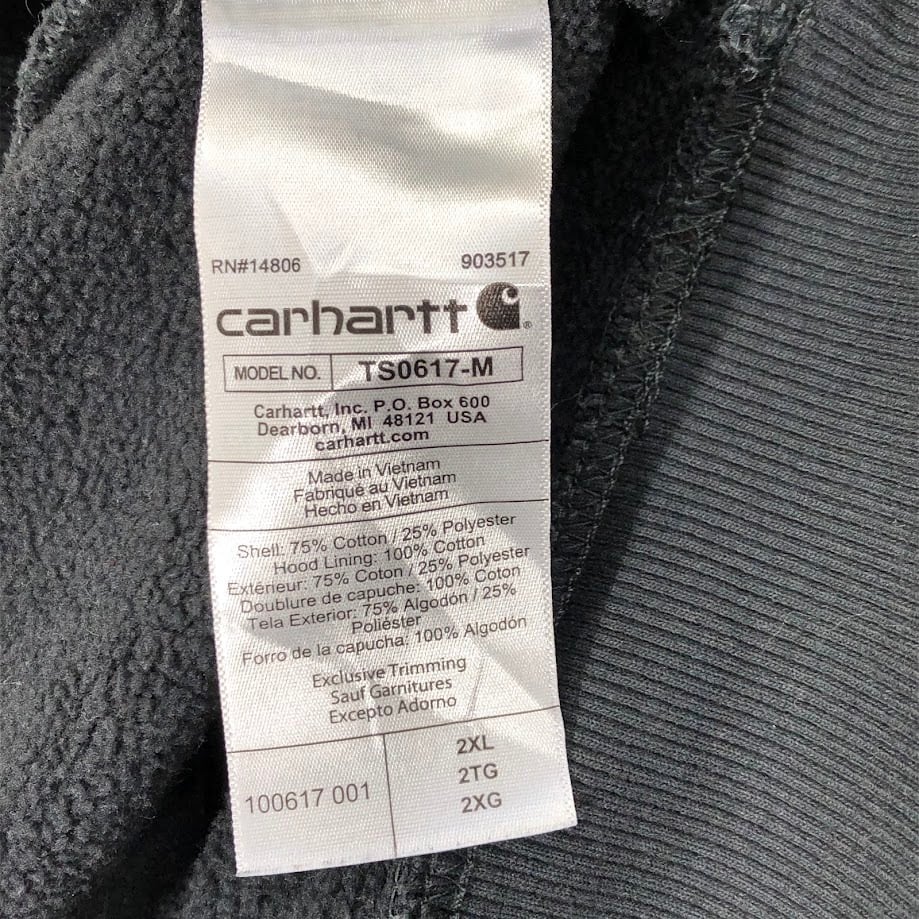 RN#14806 903517
carhartt
MODEL NO. TS0617-M
Carhartt, Inc. P.O. Box 600
Dearborn, MI 48121 USA
carhartt.com
Made in Vietnam
Fabriqué au Vietnam
Hecho en Vietnam
Shell: 75% Cotton / 25% Polyester
Hood Lining: 100% Cotton
Extérieur: 75% Coton / 25% Polyester
Doublure de capuche: 100% Coton
Tela Exterior: 75% Algodón / 25%
Poliéster
Forro de la capucha: 100% Algodón
Exclusive Trimming
Sauf Garnitures
Excepto Adorno
100617 001
2XL
2TG
2XG